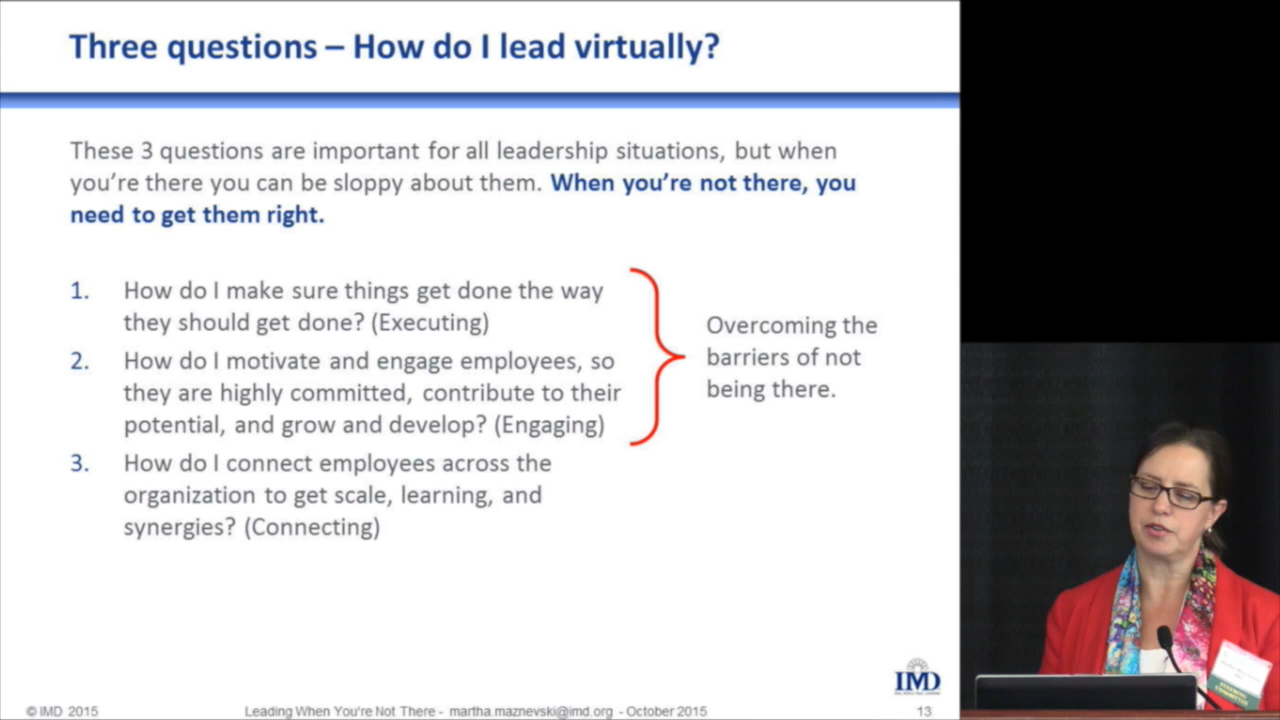 Three questions – How do I lead virtually?
These 3 questions are important for all leadership situations, but when
you're there you can be sloppy about them. When you're not there, you
need to get them right.
1. How do I make sure things get done the way
they should get done? (Executing)
2. How do I motivate and engage employees, so
they are highly committed, contribute to their
potential, and grow and develop? (Engaging)
3. How do I connect employees across the
organization to get scale, learning, and
synergies? (Connecting)
Overcoming the
barriers of not
being there.
IMD
© IMD 2015
Leading When You're Not There - martha.maznevski@imd.org - October 2015
13